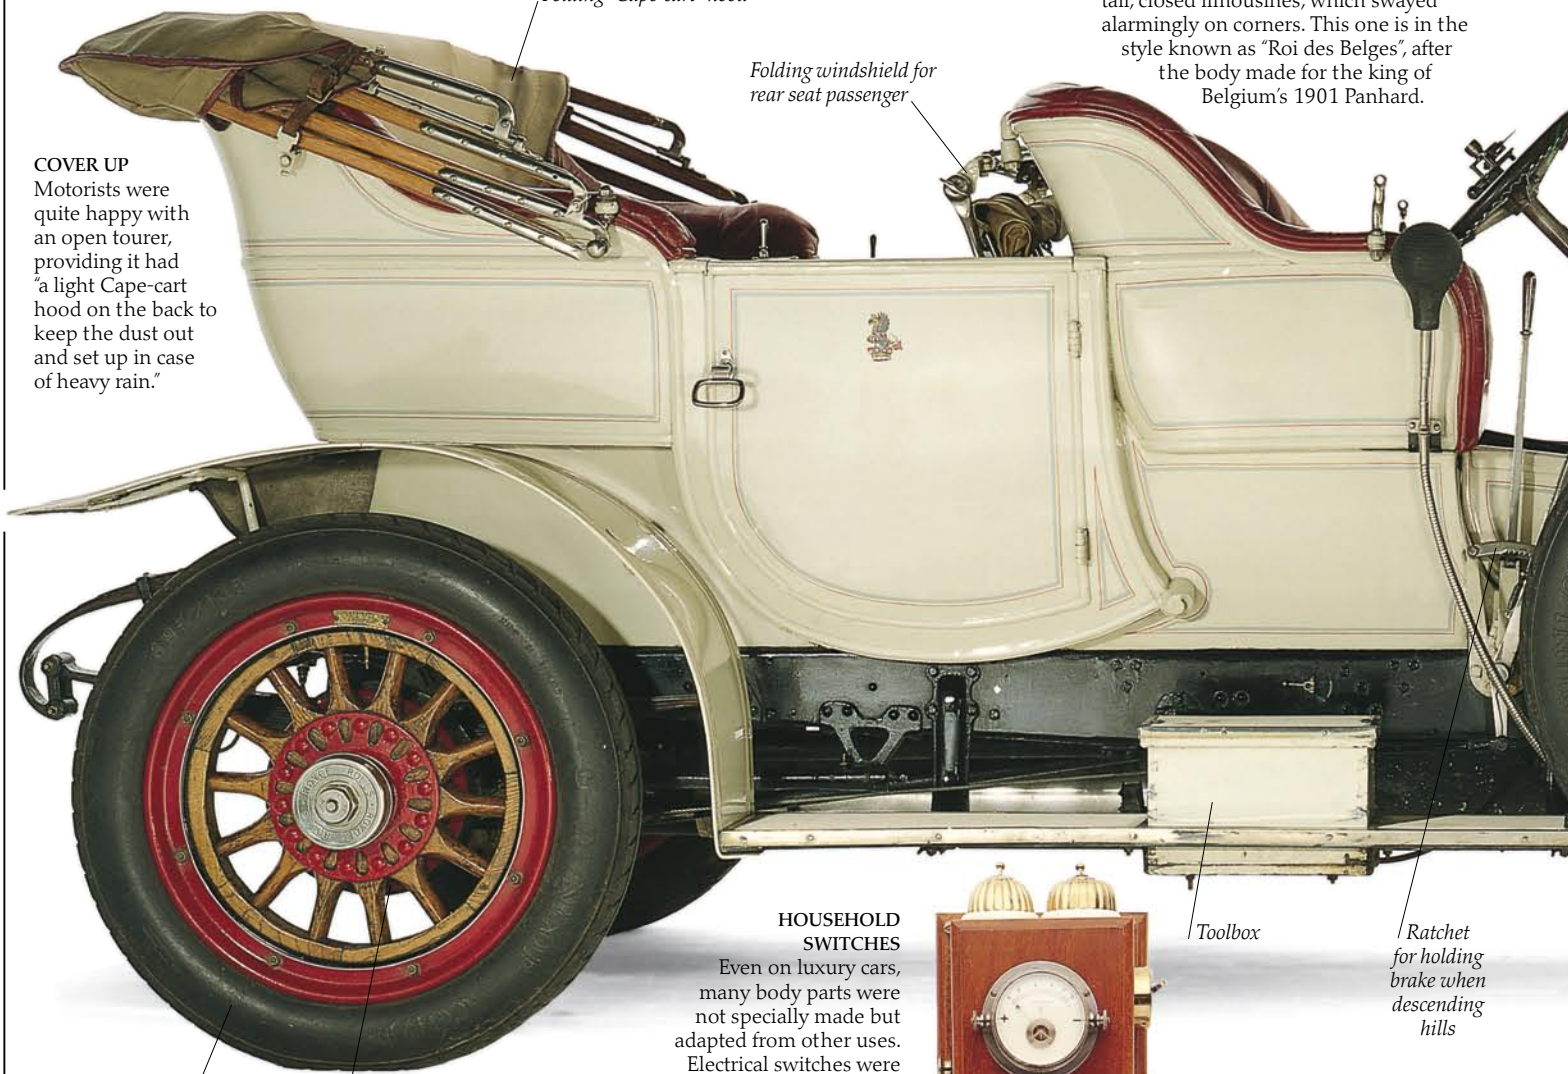 Folding "Cape cart" hood
tall, closed limousines, which swayed
alarmingly on corners. This one is in the
style known as “Roi des Belges”, after
the body made for the king of
Belgium’s 1901 Panhard.
Folding windshield for
rear seat passenger
COVER UP
Motorists were
quite happy with
an open tourer,
providing it had
“a light Cape-cart
hood on the back to
keep the dust out
and set up in case
of heavy rain.”
HOUSEHOLD
SWITCHES
Even on luxury cars,
many body parts were
not specially made but
adapted from other uses.
Electrical switches were
Toolbox
Ratchet
for holding
brake when
descending
hills